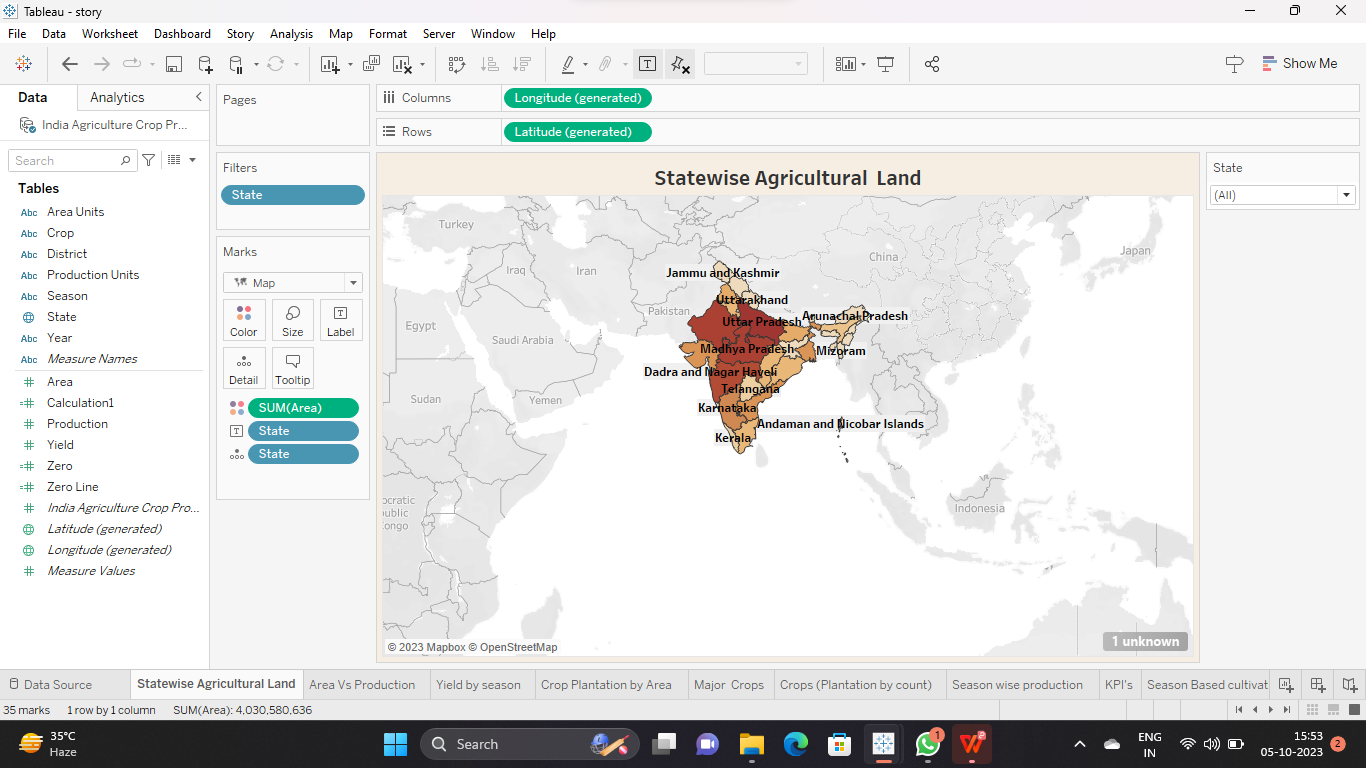 Tableau - story
File Data Worksheet Dashboard Story Analysis Map Format Server Window Help
Show Me
Data Analytics
India Agriculture Crop Pr...
Search
Tables
Abc Area Units
Abc Crop
Abc District
Abc Production Units
Abc Season
State
Abc Year
Abc Measure Names
# Area
=# Calculation1
# Production
# Yield
=# Zero
=# Zero Line
# India Agriculture Crop Pro...
Latitude (generated)
Longitude (generated)
# Measure Values
Pages
Filters
State
Marks
Map
Color Size Label
Detail Tooltip
SUM(Area)
State
State
Columns Longitude (generated)
Rows Latitude (generated)
Statewise Agricultural Land
Turkey
Japan
China
Iraq
Iran
Jammu and Kashmir
Uttarakhand
Pakistan
Arunachal Pradesh
Egypt
Uttar Pradesh
Saudi Arabia
Madhya Pradesh
Mizoram
Dadra and Nagar Haveli
Telangana
Sudan
Yemen
Karnataka
Andaman and Nicobar Islands
Kerala
ocratic
public
ongo
Indonesia
© 2023 Mapbox © OpenStreetMap
1 unknown
State
(All)
Data Source Statewise Agricultural Land Area Vs Production Yield by season Crop Plantation by Area Major Crops Crops (Plantation by count) Season wise production KPI's Season Based cultivat
35 marks 1 row by 1 column SUM(Area): 4,030,580,636
35°C
Haze
Search
1
ENG
IN
15:53
05-10-2023
2